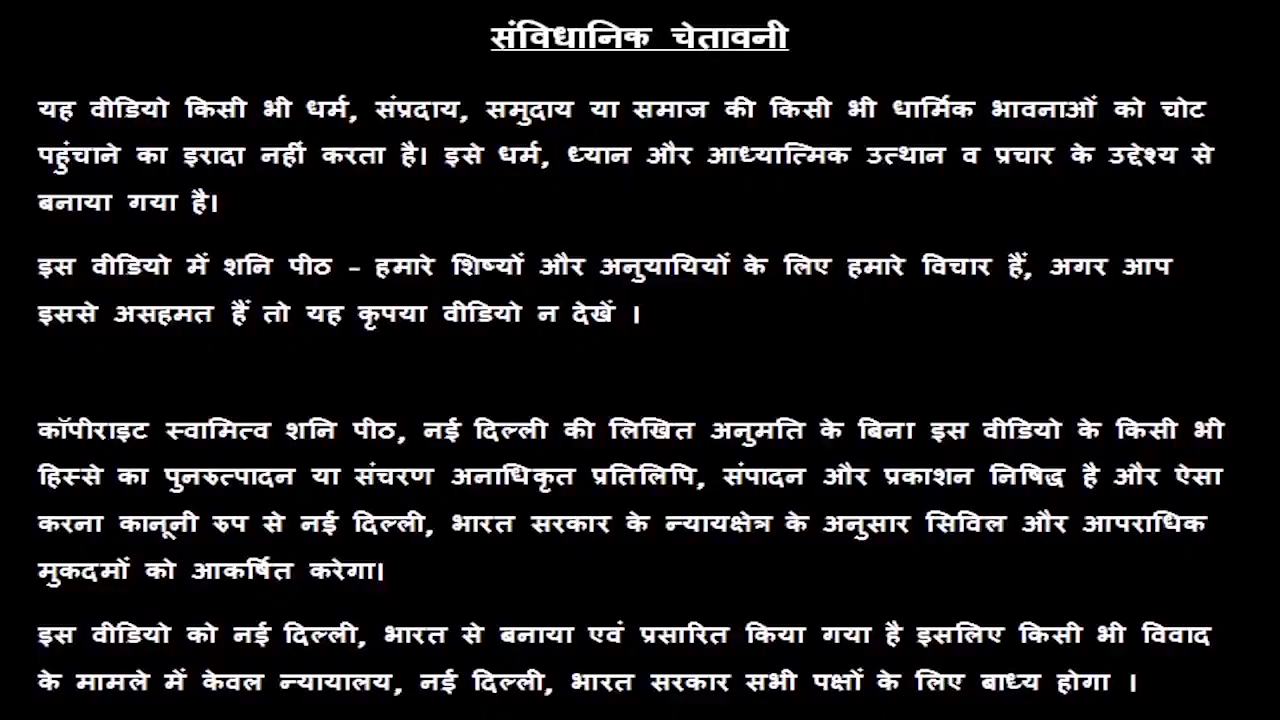 संविधानिक चेतावनी
यह वीडियो किसी भी धर्म, संप्रदाय, समुदाय या समाज की किसी भी धार्मिक भावनाओं को चोट
पहुंचाने का इरादा नहीं करता है। इसे धर्म, ध्यान और आध्यात्मिक उत्थान व प्रचार के उद्देश्य से
बनाया गया है।
इस वीडियो में शनि पीठ – हमारे शिष्यों और अनुयायियों के लिए हमारे विचार हैं, अगर आप
इससे असहमत हैं तो यह कृपया वीडियो न देखें ।
कॉपीराइट स्वामित्व शनि पीठ, नई दिल्ली की लिखित अनुमति के बिना इस वीडियो के किसी भी
हिस्से का पुनरुत्पादन या संचरण अनाधिकृत प्रतिलिपि, संपादन और प्रकाशन निषिद्ध है और ऐसा
करना कानूनी रुप से नई दिल्ली, भारत सरकार के न्यायक्षेत्र के अनुसार सिविल और आपराधिक
मुकदमों को आकर्षित करेगा।
इस वीडियो को नई दिल्ली, भारत से बनाया एवं प्रसारित किया गया है इसलिए किसी भी विवाद
के मामले में केवल न्यायालय, नई दिल्ली, भारत सरकार सभी पक्षों के लिए बाध्य होगा ।